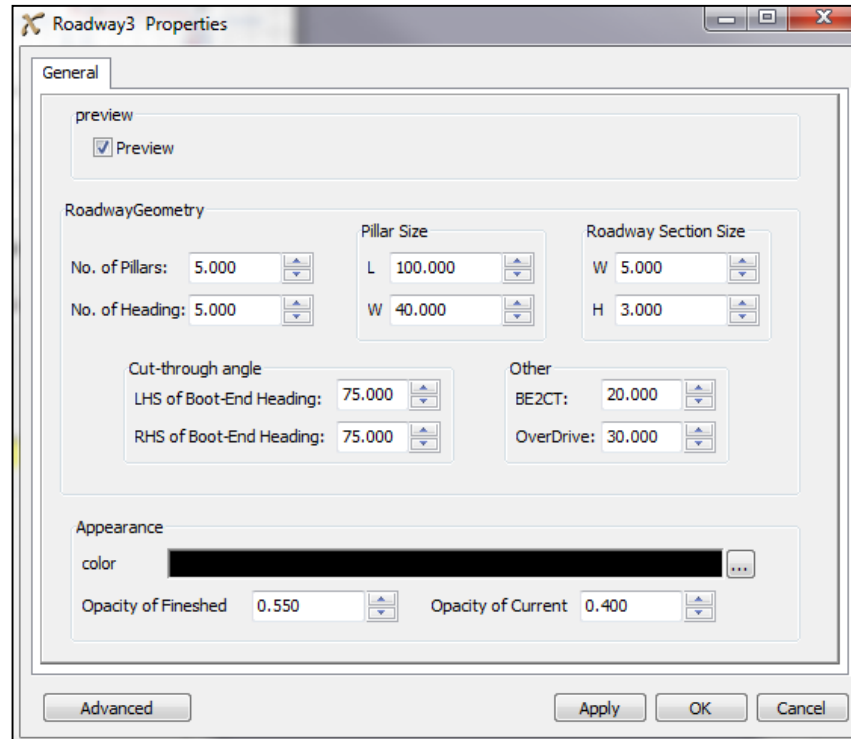 Roadway3 Properties
General
preview
Preview
RoadwayGeometry
Pillar Size
Roadway Section Size
No. of Pillars: 5.000 L 100.000 W 5.000
No. of Heading: 5.000 W 40.000 H 3.000
Cut-through angle
Other
LHS of Boot-End Heading: 75.000 BE2CT: 20.000
RHS of Boot-End Heading: 75.000 OverDrive: 30.000
Appearance
color ...
Opacity of Fineshed 0.550 Opacity of Current 0.400
Advanced Apply OK Cancel